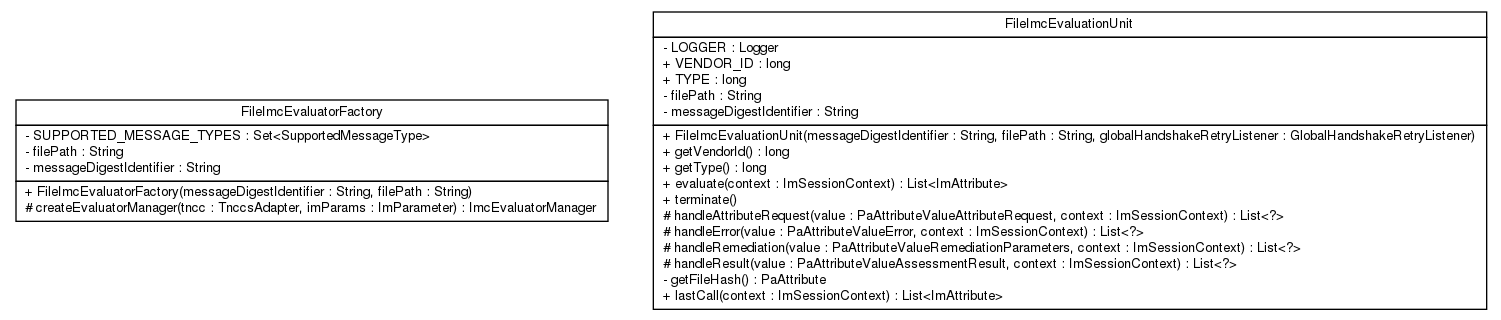 FileImcEvaluatorFactory
- SUPPORTED_MESSAGE_TYPES : Set<SupportedMessageType>
- filePath : String
- messageDigestIdentifier : String
+ FileImcEvaluatorFactory(messageDigestIdentifier : String, filePath : String)
# createEvaluatorManager(tncc : TnccsAdapter, imParams : ImParameter) : ImcEvaluatorManager
FileImcEvaluationUnit
- LOGGER : Logger
+ VENDOR_ID : long
+ TYPE : long
- filePath : String
- messageDigestIdentifier : String
+ FileImcEvaluationUnit(messageDigestIdentifier : String, filePath : String, globalHandshakeRetryListener : GlobalHandshakeRetryListener)
+ getVendorId() : long
+ getType() : long
+ evaluate(context : ImSessionContext) : List<ImAttribute>
+ terminate()
# handleAttributeRequest(value : PaAttributeValueAttributeRequest, context : ImSessionContext) : List<?>
# handleError(value : PaAttributeValueError, context : ImSessionContext) : List<?>
# handleRemediation(value : PaAttributeValueRemediationParameters, context : ImSessionContext) : List<?>
# handleResult(value : PaAttributeValueAssessmentResult, context : ImSessionContext) : List<?>
- getFileHash() : PaAttribute
+ lastCall(context : ImSessionContext) : List<ImAttribute>